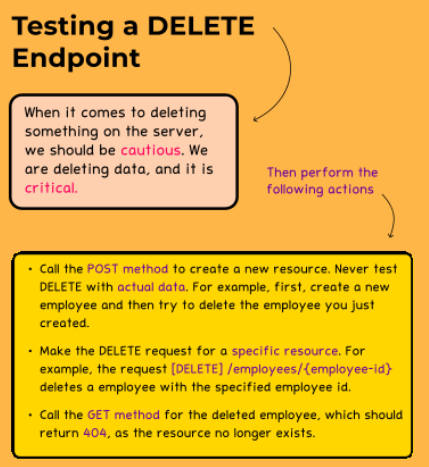 Testing a DELETE
Endpoint
When it comes to deleting
something on the server,
we should be cautious. We
are deleting data, and it is
critical.
Then perform the
following actions
• Call the POST method to create a new resource. Never test
DELETE with actual data. For example, first, create a new
employee and then try to delete the employee you just
created.
• Make the DELETE request for a specific resource. For
example, the request [DELETE] /employees/{employee-id}
deletes a employee with the specified employee id.
• Call the GET method for the deleted employee, which should
return 404, as the resource no longer exists.